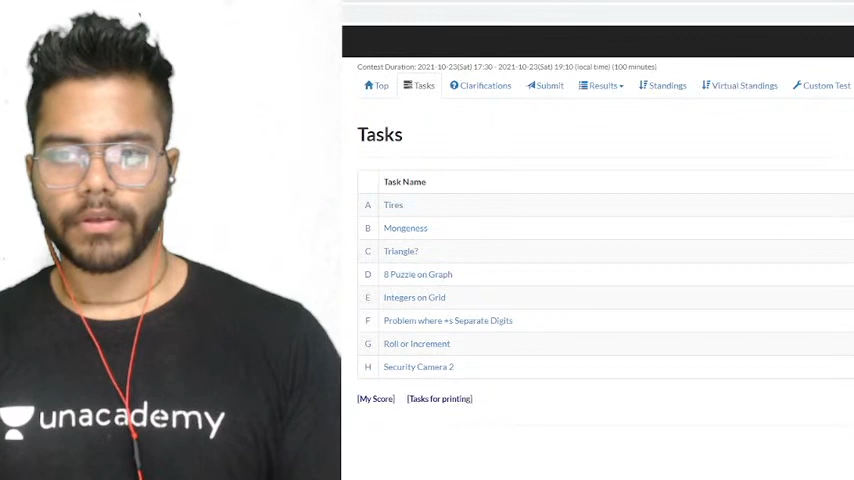 Contest Duration: 2021-10-23(Sat) 17:30 - 2021-10-23(Sat) 19:10 (local time) (100 minutes)
Top Tasks Clarifications Submit Results Standings Virtual Standings Custom Test
Tasks
Task Name
A Tires
B Mongeness
C Triangle?
D 8 Puzzle on Graph
E Integers on Grid
F Problem where +s Separate Digits
G Roll or Increment
H Security Camera 2
[My Score] [Tasks for printing]
unacademy